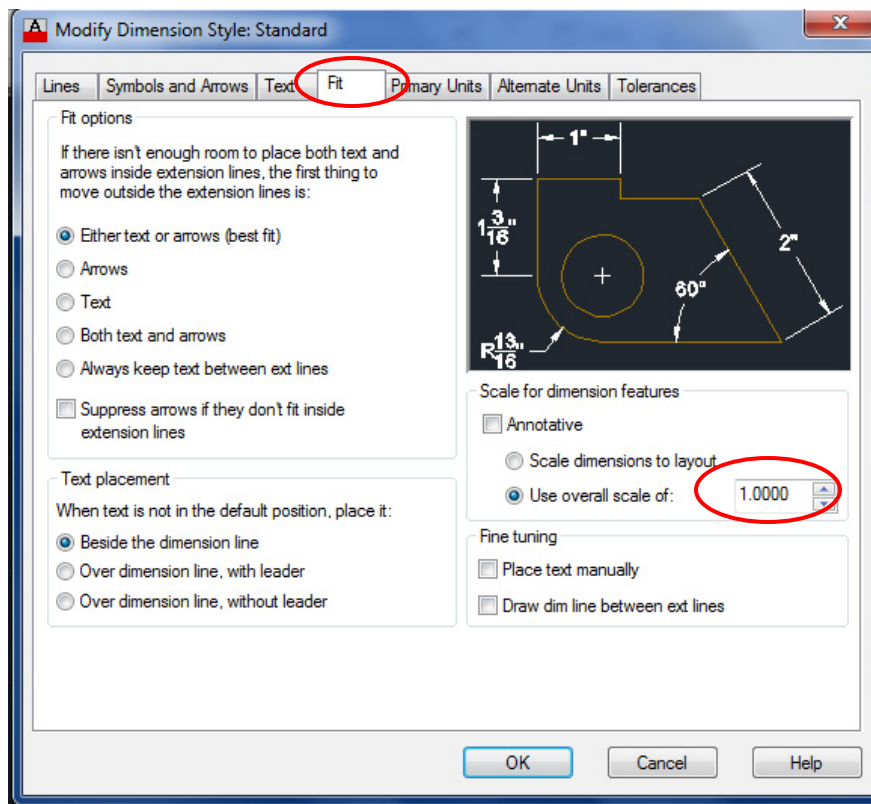 Modify Dimension Style: Standard
Lines
Symbols and Arrows
Text
Fit
Primary Units
Alternate Units
Tolerances
Fit options
If there isn't enough room to place both text and
arrows inside extension lines, the first thing to
move outside the extension lines is:
Either text or arrows (best fit)
Arrows
Text
Both text and arrows
Always keep text between ext lines
Suppress arrows if they don't fit inside
extension lines
Text placement
When text is not in the default position, place it:
Beside the dimension line
Over dimension line, with leader
Over dimension line, without leader
1"
1 3/16"
2"
60°
R 13/16"
Scale for dimension features
Annotative
Scale dimensions to layout
Use overall scale of:
1.0000
Fine tuning
Place text manually
Draw dim line between ext lines
OK
Cancel
Help